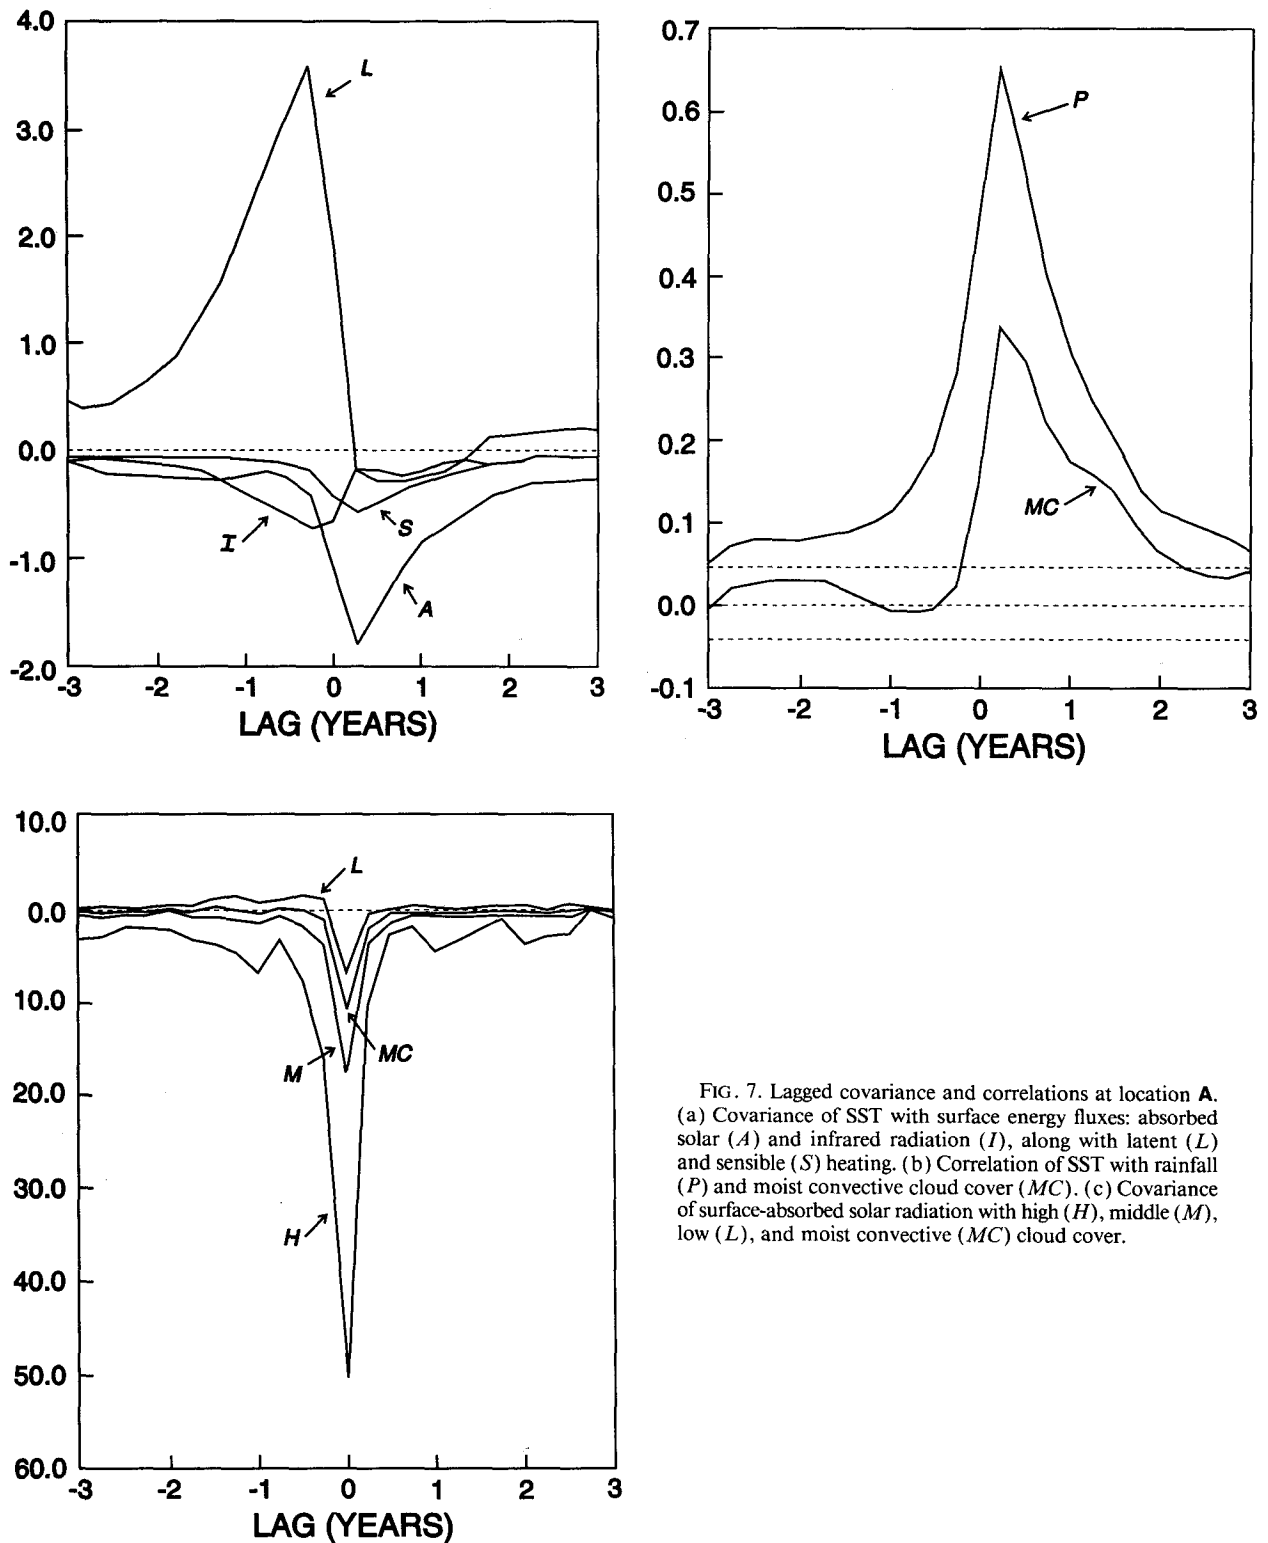 4.0
3.0
2.0
1.0
0.0
-1.0
-2.0
L
I
S
A
-3 -2 -1 0 1 2 3
LAG (YEARS)
0.7
0.6
0.5
0.4
0.3
0.2
0.1
0.0
-0.1
P
MC
-3 -2 -1 0 1 2 3
LAG (YEARS)
10.0
0.0
10.0
20.0
30.0
40.0
50.0
60.0
L
MC
M
H
-3 -2 -1 0 1 2 3
LAG (YEARS)
FIG. 7. Lagged covariance and correlations at location A.
(a) Covariance of SST with surface energy fluxes: absorbed
solar (A) and infrared radiation (I), along with latent (L)
and sensible (S) heating. (b) Correlation of SST with rainfall
(P) and moist convective cloud cover (MC). (c) Covariance
of surface-absorbed solar radiation with high (H), middle (M),
low (L), and moist convective (MC) cloud cover.